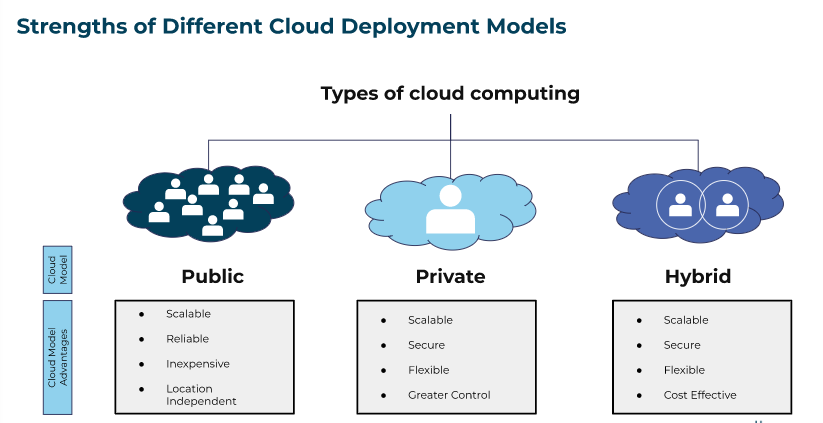 Strengths of Different Cloud Deployment Models
Types of cloud computing
Cloud
Model
Public
Private
Hybrid
Cloud Model
Advantages
● Scalable
● Reliable
● Inexpensive
● Location
Independent
● Scalable
● Secure
● Flexible
● Greater Control
● Scalable
● Secure
● Flexible
● Cost Effective